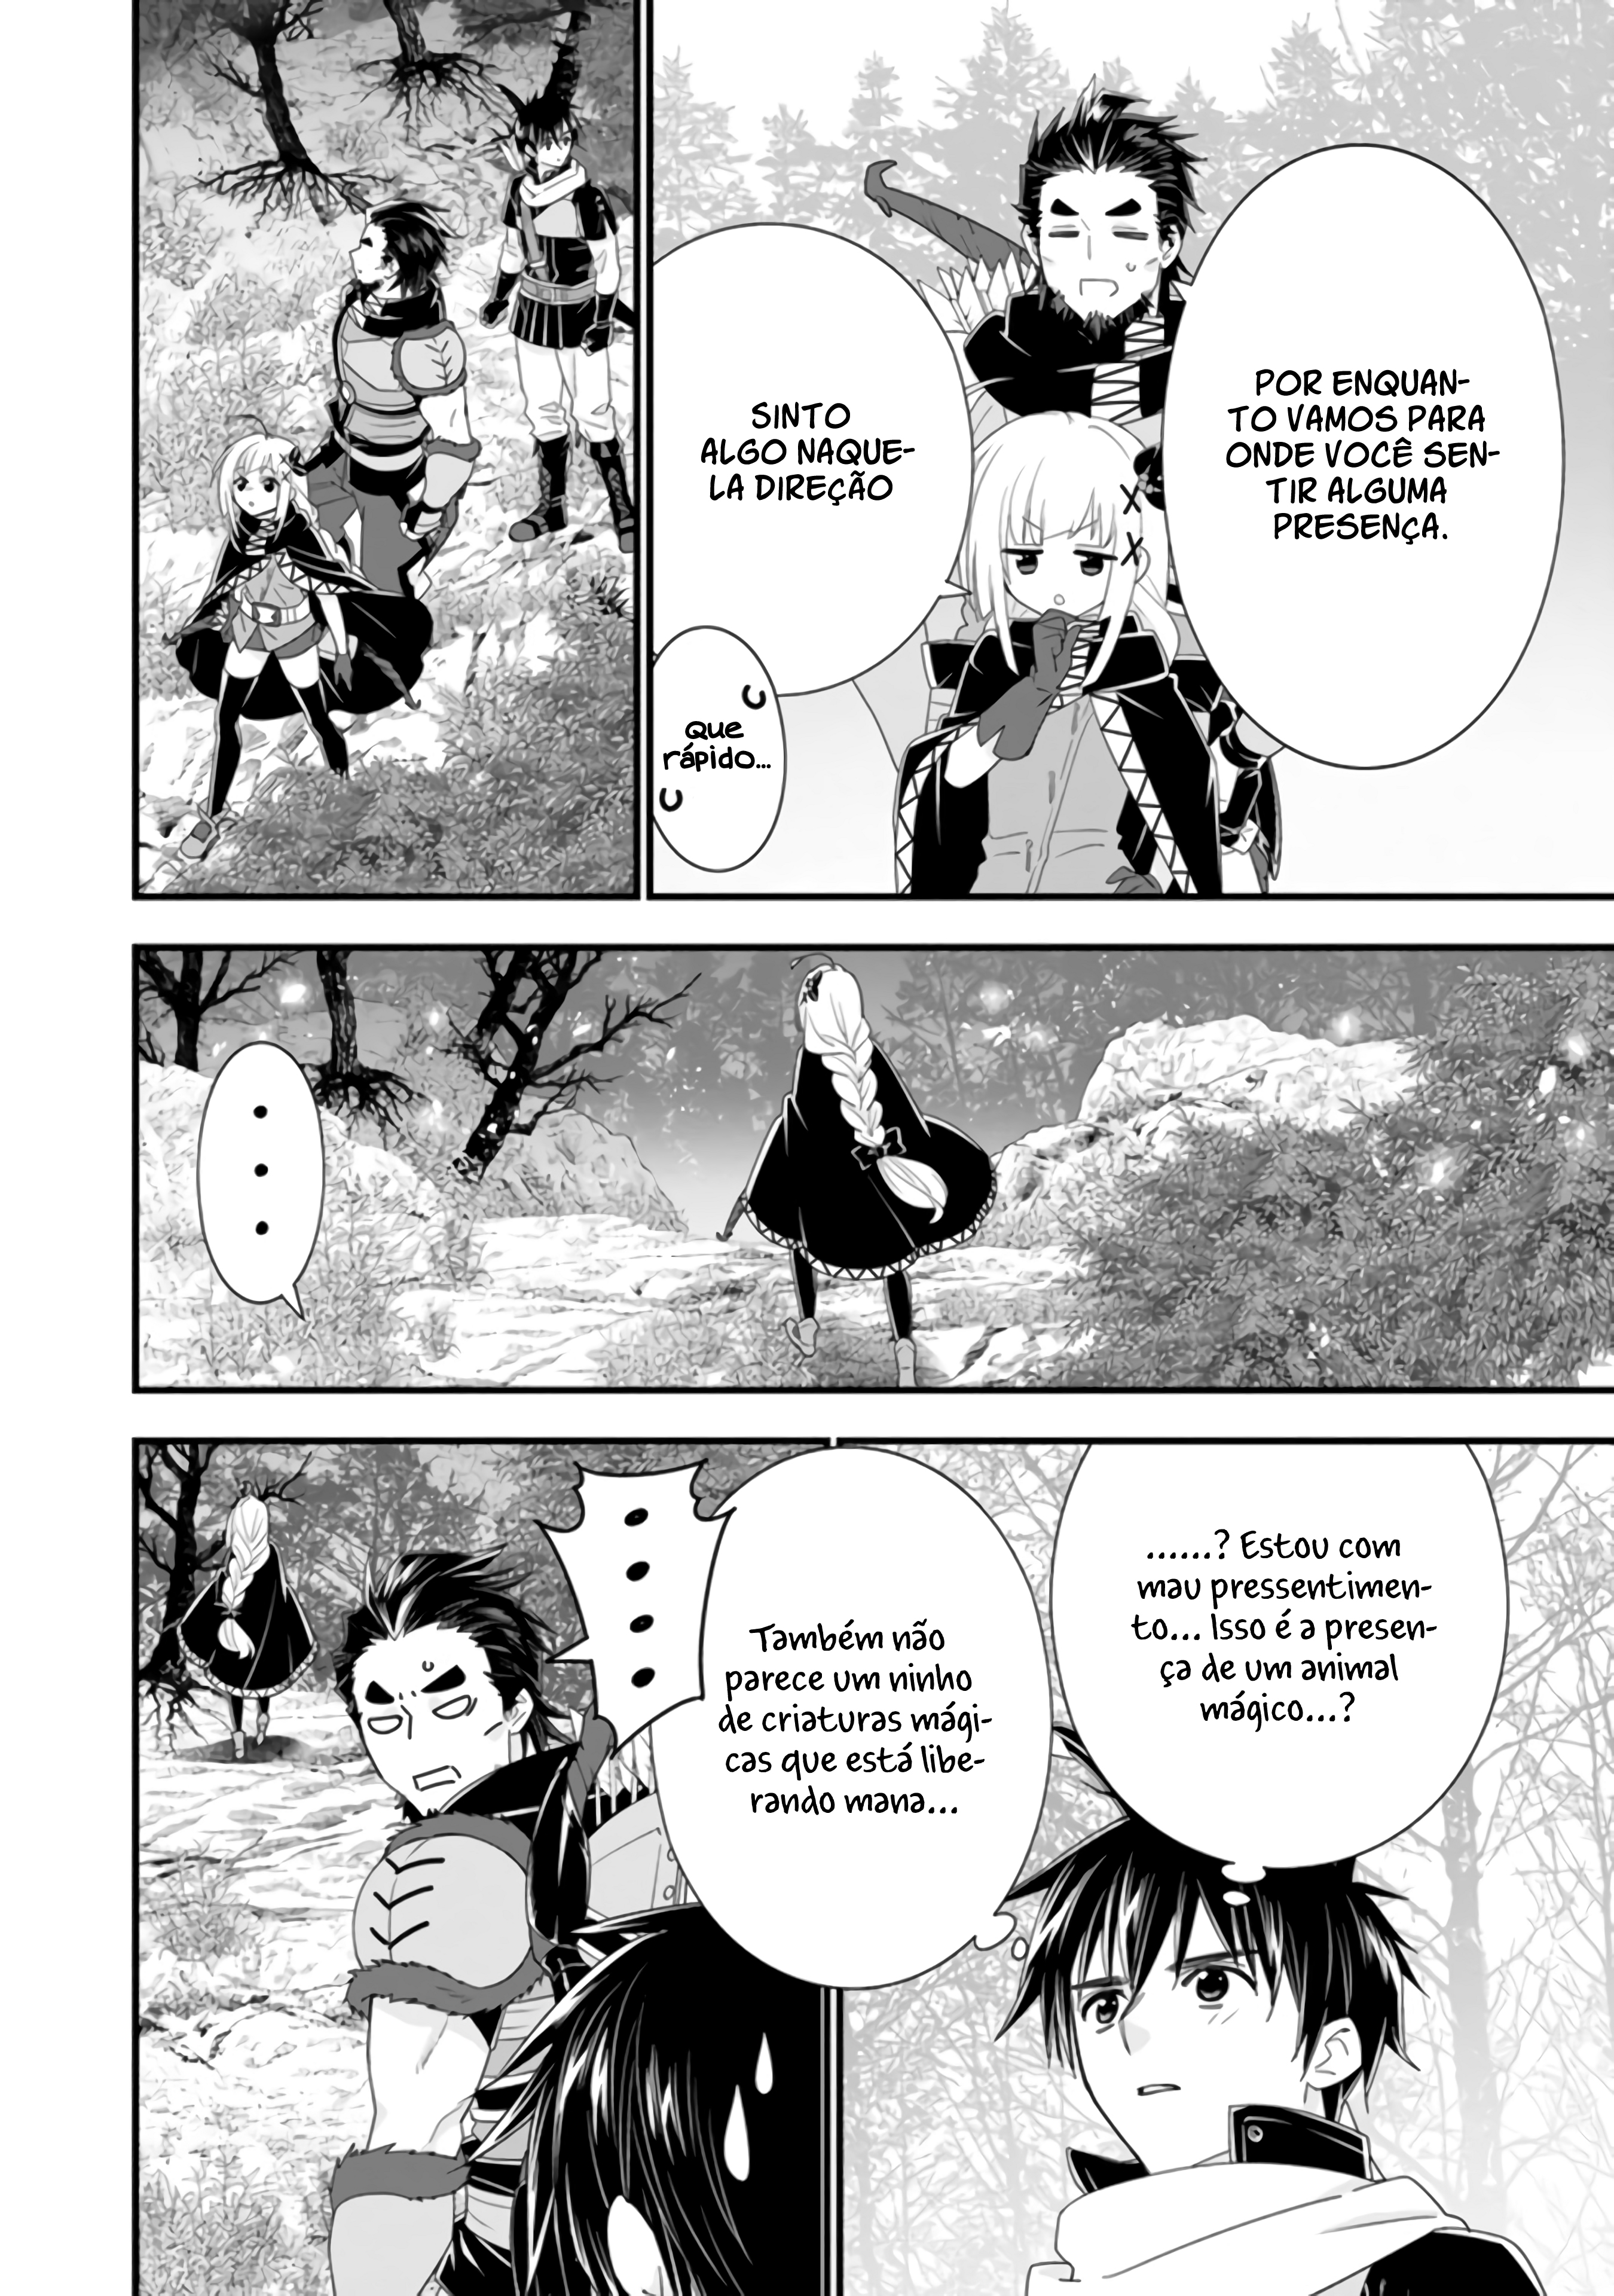 POR ENQUAN-
TO VAMOS PARA
ONDE VOCÊ SEN-
TIR ALGUMA
PRESENÇA.
SINTO
ALGO NAQUE-
LA DIREÇÃO
que
rápido...
...
......? Estou com
mau pressentimen-
to... Isso é a presen-
ça de um animal
mágico...?
Também não
parece um ninho
de criaturas mági-
cas que está libe-
rando mana...
....